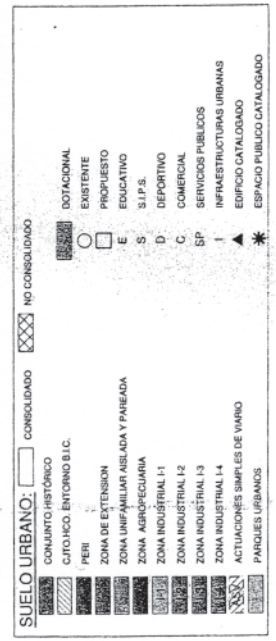 SUELO URBANO: CONSOLIDADO NO CONSOLIDADO
CONJUNTO HISTÓRICO
CJTO.HCO. ENTORNO B.I.C.
PERI
ZONA DE EXTENSION
ZONA UNIFAMILIAR AISLADA Y PAREADA
ZONA AGROPECUARIA
ZONA INDUSTRIAL I-1
ZONA INDUSTRIAL I-2
ZONA INDUSTRIAL I-3
ZONA INDUSTRIAL I-4
ACTUACIONES SIMPLES DE VIARIO
PARQUES URBANOS
DOTACIONAL
EXISTENTE
PROPUESTO
E EDUCATIVO
S S.I.P.S.
D DEPORTIVO
C COMERCIAL
SP SERVICIOS PUBLICOS
I INFRAESTRUCTURAS URBANAS
EDIFICIO CATALOGADO
ESPACIO PUBLICO CATALOGADO